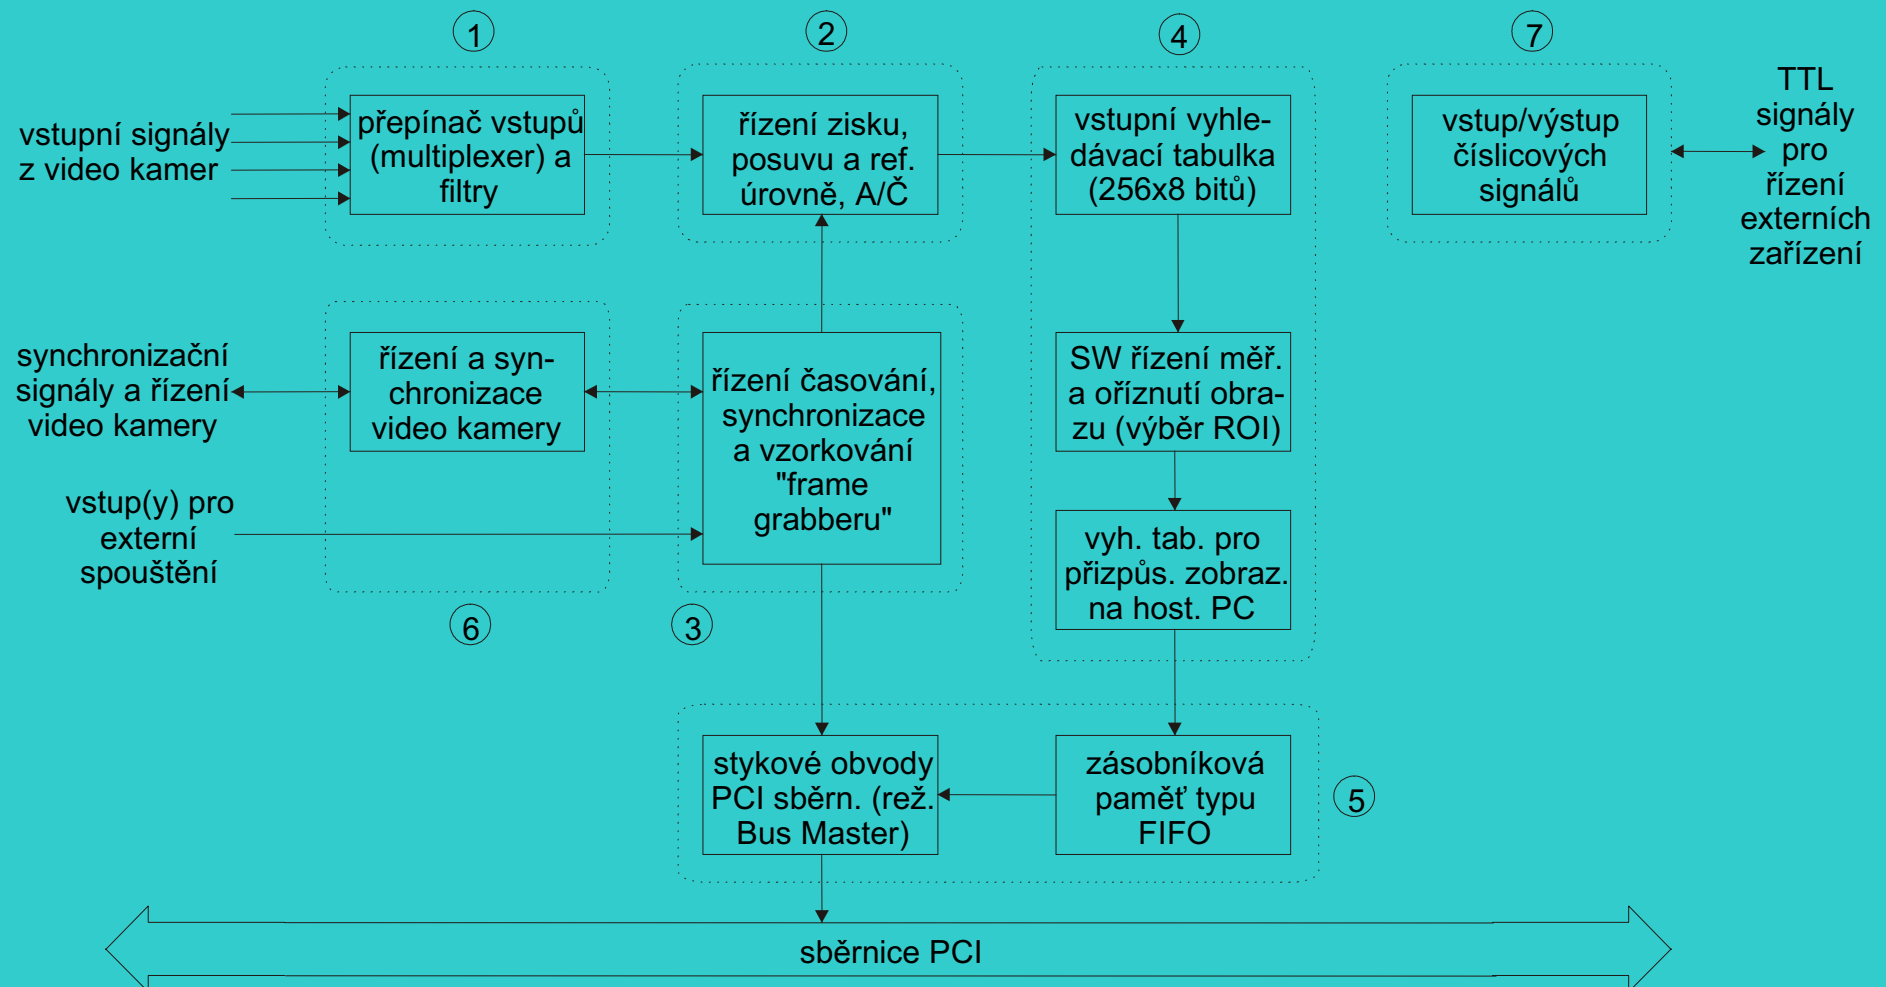 1
2
4
7
vstupní signály
z video kamer
přepínač vstupů
(multiplexer) a
filtry
řízení zisku,
posuvu a ref.
úrovně, A/Č
vstupní vyhle-
dávací tabulka
(256x8 bitů)
vstup/výstup
číslicových
signálů
TTL
signály
pro
řízení
externích
zařízení
synchronizační
signály a řízení
video kamery
řízení a syn-
chronizace
video kamery
řízení časování,
synchronizace
a vzorkování
"frame
grabberu"
SW řízení měř.
a oříznutí obra-
zu (výběr ROI)
vstup(y) pro
externí
spouštění
vyh. tab. pro
přizpůs. zobraz.
na host. PC
6
3
stykové obvody
PCI sběrn. (rež.
Bus Master)
zásobníková
paměť typu
FIFO
5
sběrnice PCI